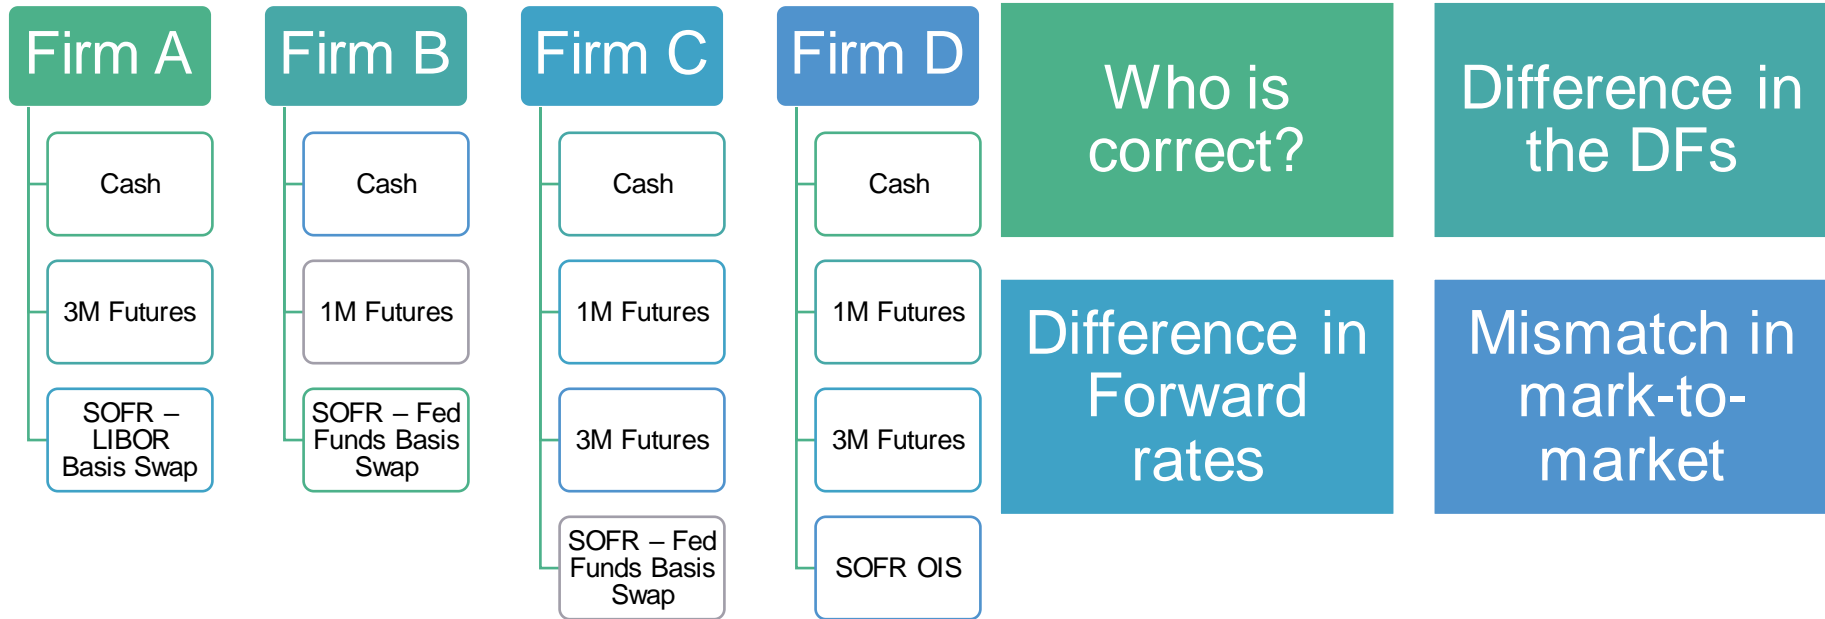 Firm A
Cash
3M Futures
SOFR –
LIBOR
Basis Swap
Firm B
Cash
1M Futures
SOFR – Fed
Funds Basis
Swap
Firm C
Cash
1M Futures
3M Futures
SOFR – Fed
Funds Basis
Swap
Firm D
Cash
1M Futures
3M Futures
SOFR OIS
Who is
correct?
Difference in
the DFs
Difference in
Forward
rates
Mismatch in
mark-to-
market